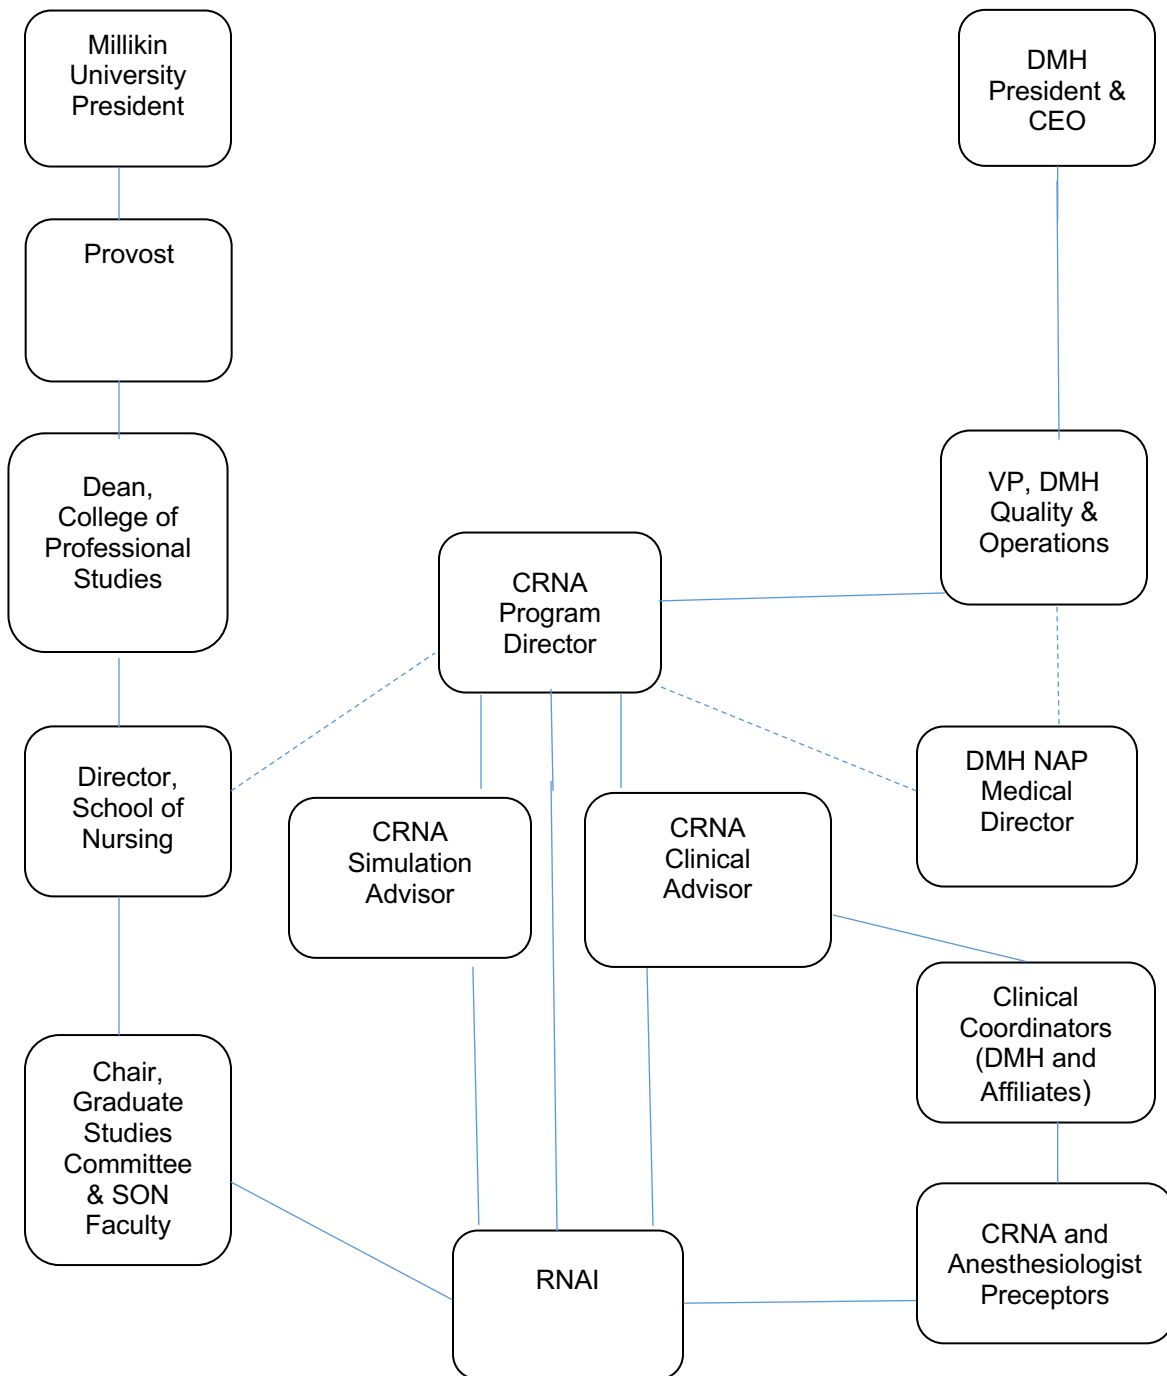 Millikin
University
President
DMH
President &
CEO
Provost
Dean,
College of
Professional
Studies
VP, DMH
Quality &
Operations
CRNA
Program
Director
Director,
School of
Nursing
CRNA
Simulation
Advisor
CRNA
Clinical
Advisor
DMH NAP
Medical
Director
Clinical
Coordinators
(DMH and
Affiliates)
Chair,
Graduate
Studies
Committee
& SON
Faculty
RNAI
CRNA and
Anesthesiologist
Preceptors